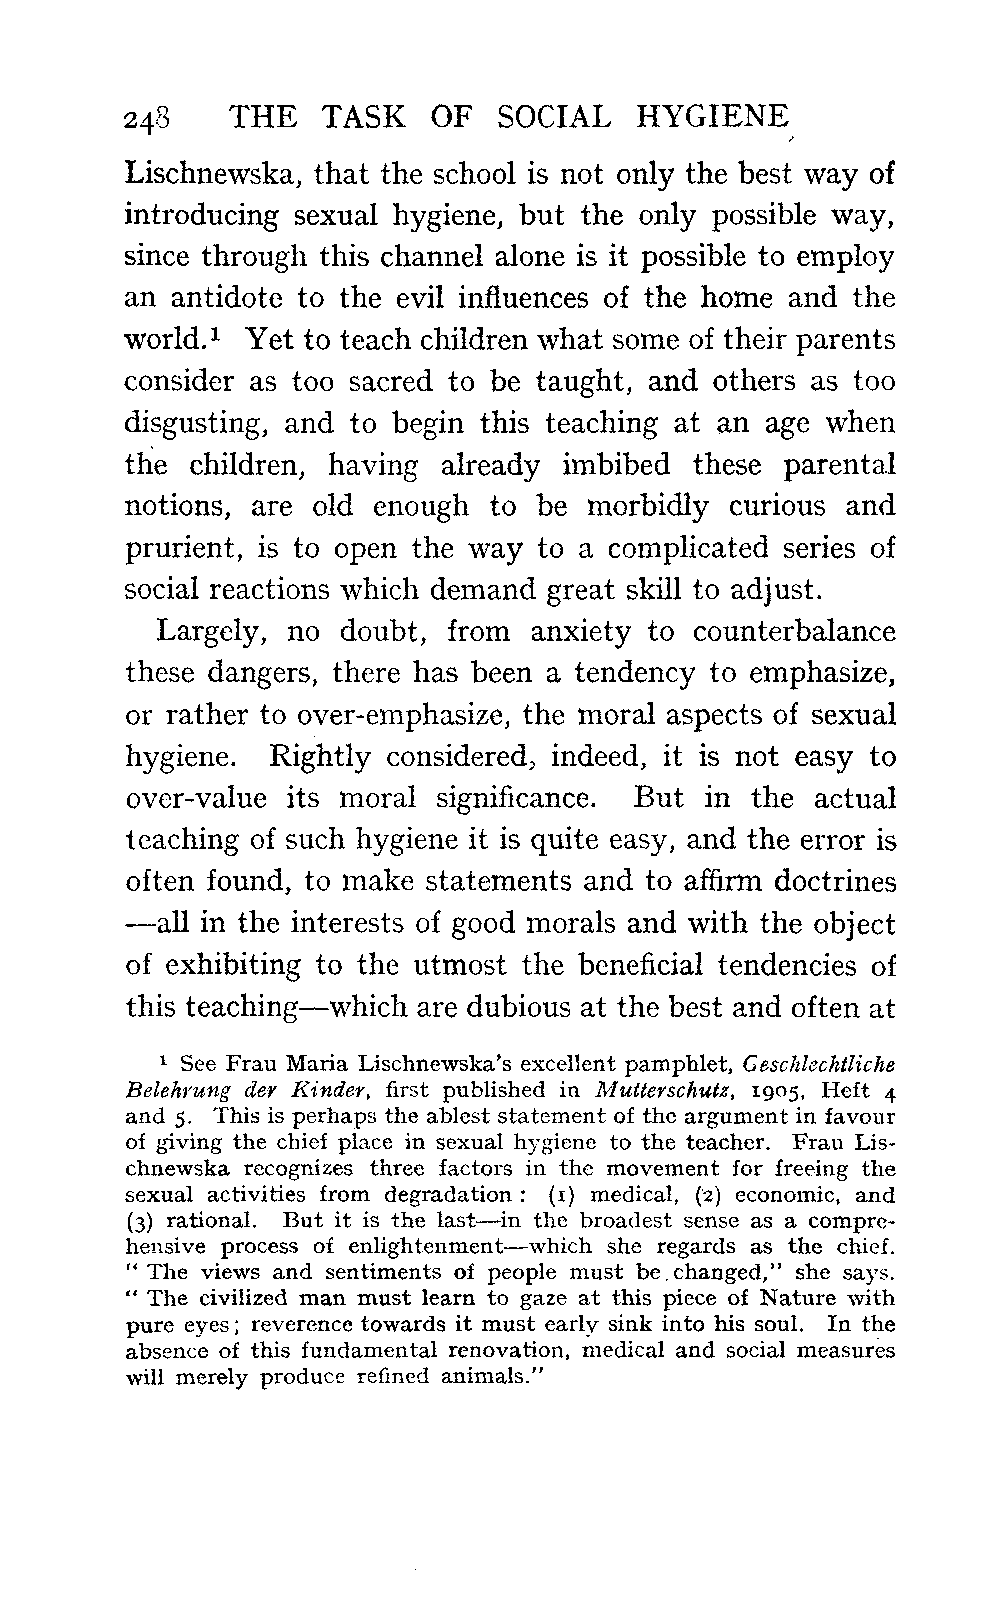 248 THE TASK OF SOCIAL HYGIENE
Lischnewska, that the school is not only the best way of
introducing sexual hygiene, but the only possible way,
since through this channel alone is it possible to employ
an antidote to the evil influences of the home and the
world.¹ Yet to teach children what some of their parents
consider as too sacred to be taught, and others as too
disgusting, and to begin this teaching at an age when
the children, having already imbibed these parental
notions, are old enough to be morbidly curious and
prurient, is to open the way to a complicated series of
social reactions which demand great skill to adjust.
Largely, no doubt, from anxiety to counterbalance
these dangers, there has been a tendency to emphasize,
or rather to over-emphasize, the moral aspects of sexual
hygiene. Rightly considered, indeed, it is not easy to
over-value its moral significance. But in the actual
teaching of such hygiene it is quite easy, and the error is
often found, to make statements and to affirm doctrines
—all in the interests of good morals and with the object
of exhibiting to the utmost the beneficial tendencies of
this teaching—which are dubious at the best and often at
¹ See Frau Maria Lischnewska's excellent pamphlet, Geschlechtliche
Belehrung der Kinder, first published in Mutterschutz, 1905, Heft 4
and 5. This is perhaps the ablest statement of the argument in favour
of giving the chief place in sexual hygiene to the teacher. Frau Lis-
chnewska recognizes three factors in the movement for freeing the
sexual activities from degradation : (1) medical, (2) economic, and
(3) rational. But it is the last—in the broadest sense as a compre-
hensive process of enlightenment—which she regards as the chief.
" The views and sentiments of people must be changed," she says.
" The civilized man must learn to gaze at this piece of Nature with
pure eyes; reverence towards it must early sink into his soul. In the
absence of this fundamental renovation, medical and social measures
will merely produce refined animals."